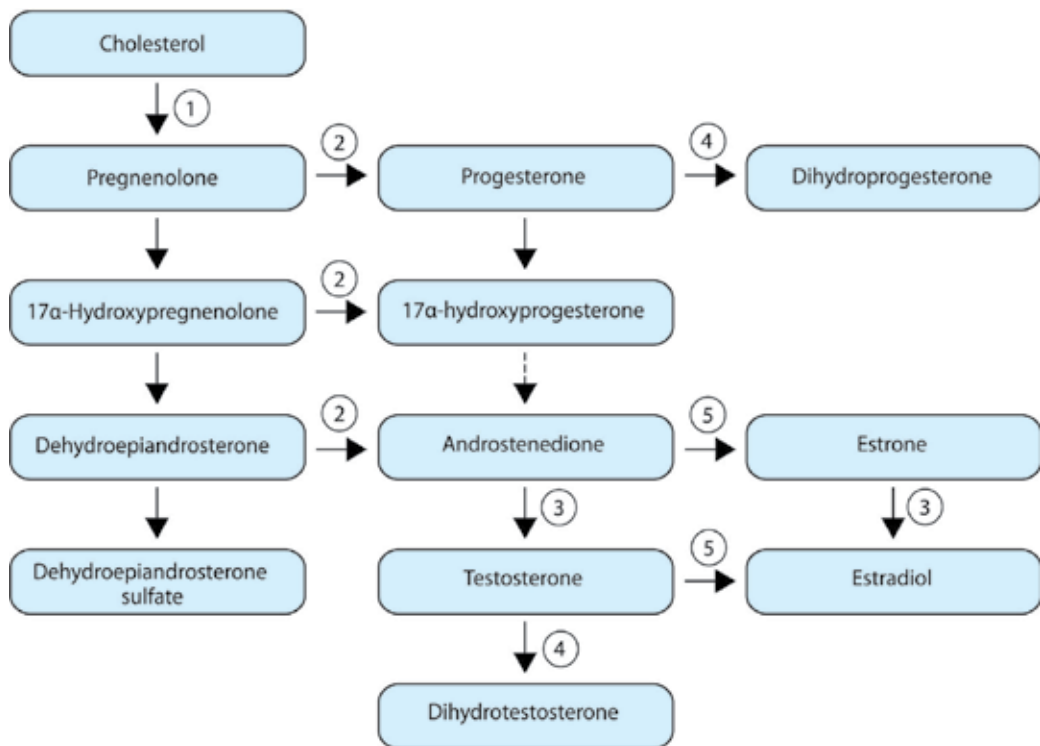 Cholesterol
1
2
4
Pregnenolone
Progesterone
Dihydroprogesterone
2
17α-Hydroxypregnenolone
17α-hydroxyprogesterone
2
5
Dehydroepiandrosterone
Androstenedione
Estrone
3
3
5
Dehydroepiandrosterone
sulfate
Testosterone
Estradiol
4
Dihydrotestosterone